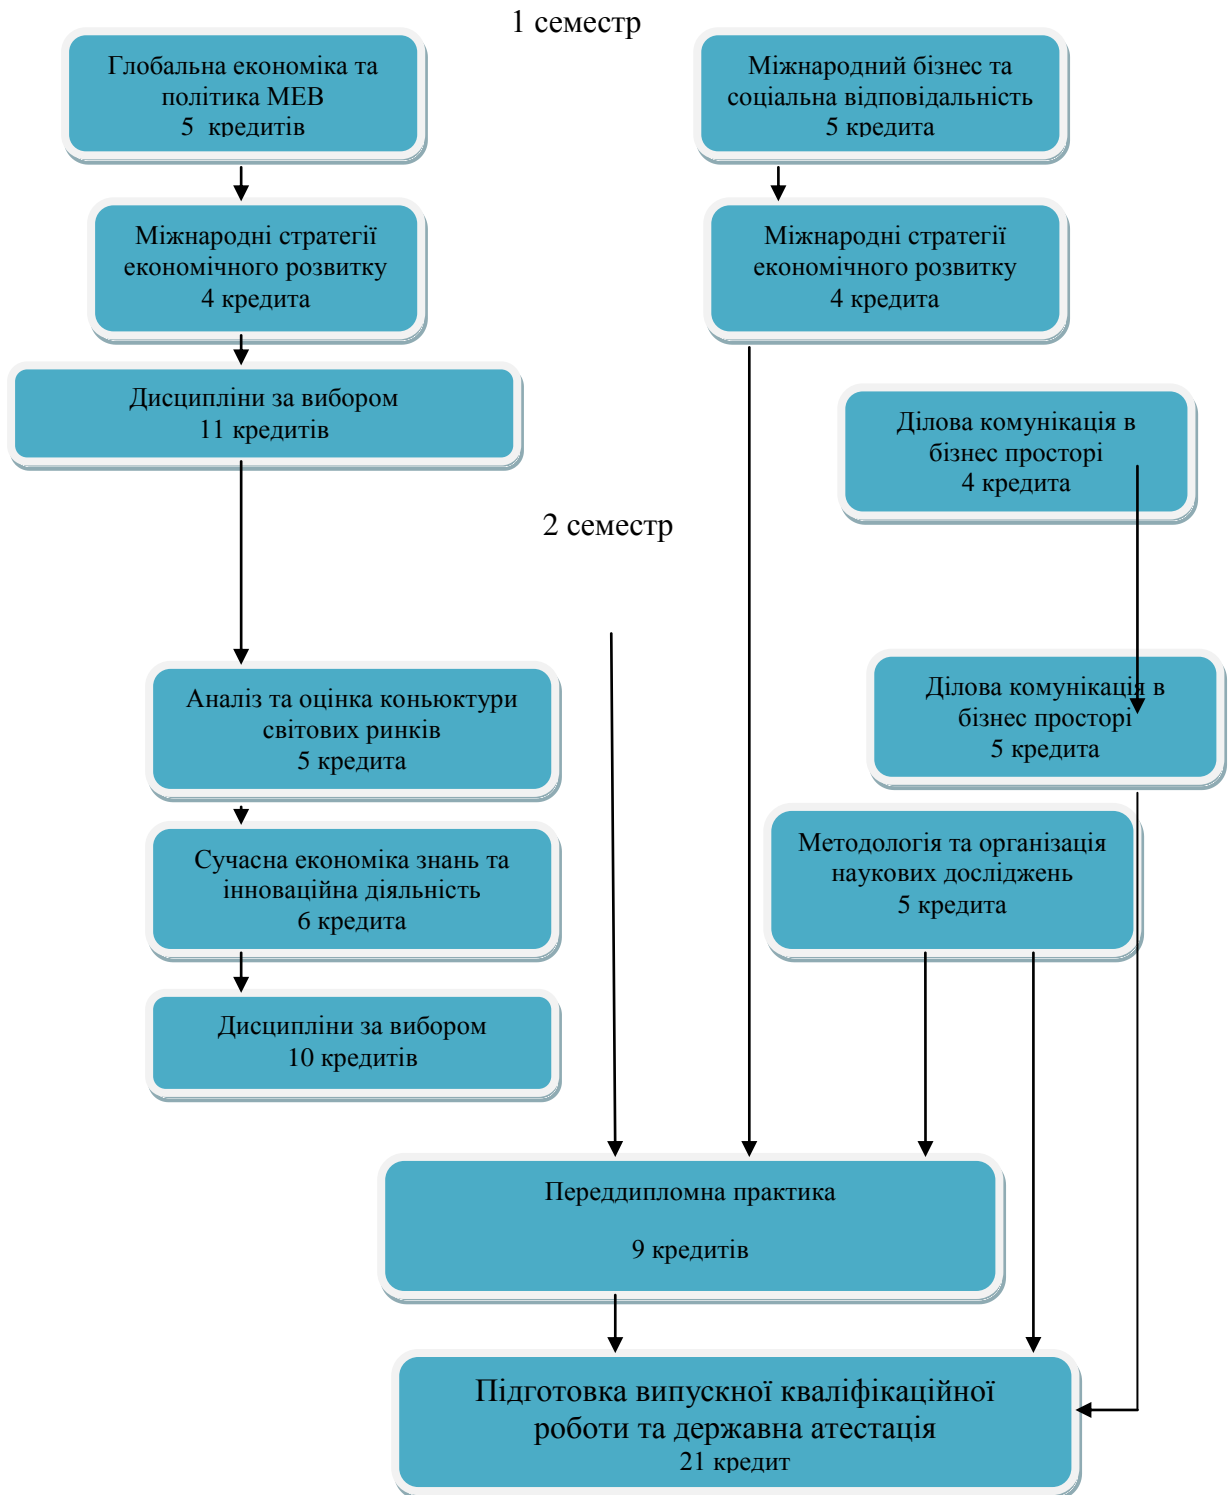 1 семестр
Глобальна економіка та
політика МЕВ
5 кредитів
Міжнародний бізнес та
соціальна відповідальність
5 кредита
Міжнародні стратегії
економічного розвитку
4 кредита
Міжнародні стратегії
економічного розвитку
4 кредита
Дисципліни за вибором
11 кредитів
Ділова комунікація в
бізнес просторі
4 кредита
2 семестр
Аналіз та оцінка коньюктури
світових ринків
5 кредита
Ділова комунікація в
бізнес просторі
5 кредита
Сучасна економіка знань та
інноваційна діяльність
6 кредита
Методологія та організація
наукових досліджень
5 кредита
Дисципліни за вибором
10 кредитів
Переддипломна практика
9 кредитів
Підготовка випускної кваліфікаційної
роботи та державна атестація
21 кредит